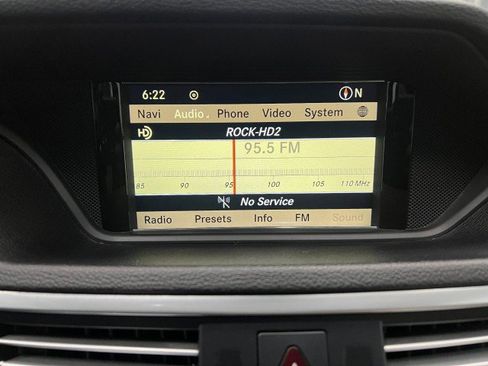 6:22 N
Navi Audio Phone Video System
HD ROCK-HD2
95.5 FM
85 90 95 100 105 110 MHz
No Service
Radio Presets Info FM Sound